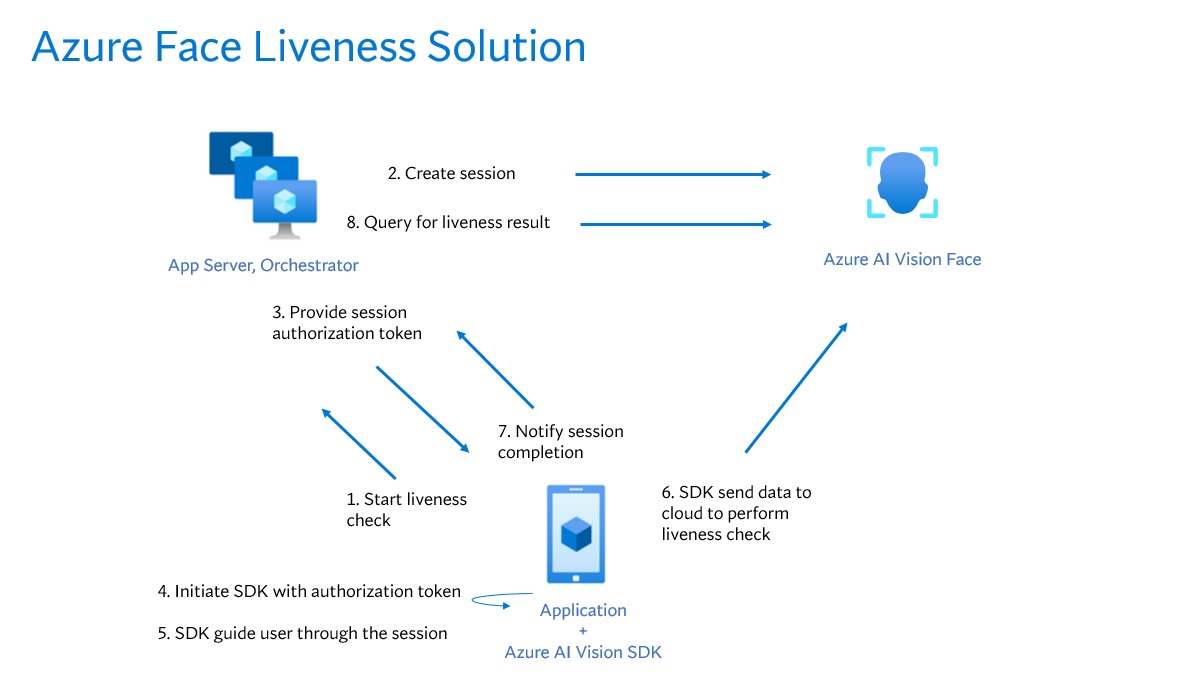 Azure Face Liveness Solution
2. Create session
8. Query for liveness result
App Server, Orchestrator
Azure AI Vision Face
3. Provide session
authorization token
7. Notify session
completion
1. Start liveness
check
6. SDK send data to
cloud to perform
liveness check
4. Initiate SDK with authorization token
5. SDK guide user through the session
Application
+
Azure AI Vision SDK